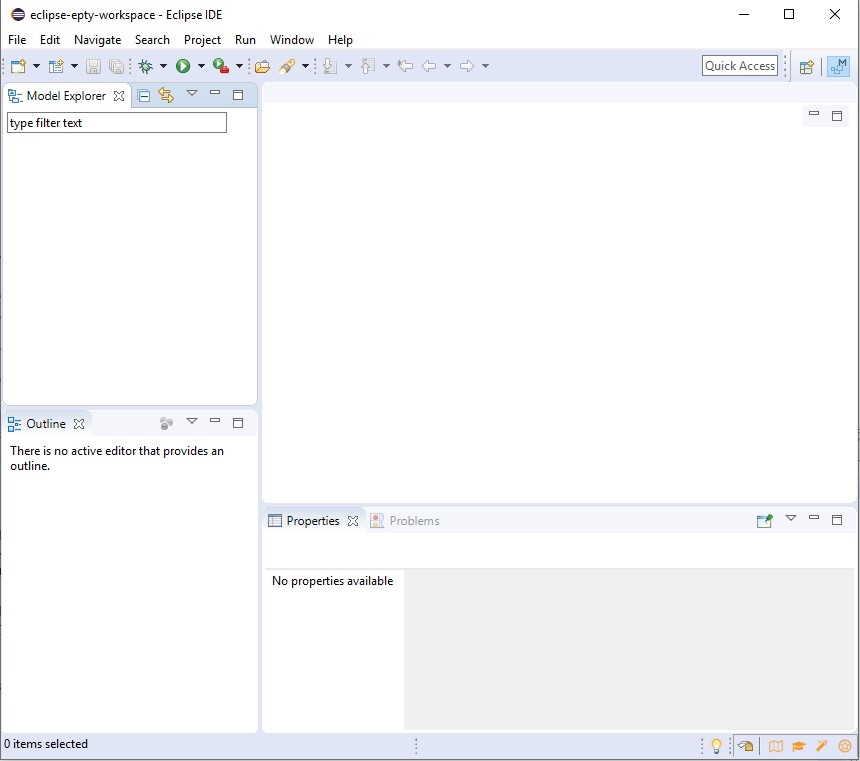 eclipse-epty-workspace - Eclipse IDE
File Edit Navigate Search Project Run Window Help
Quick Access
M
Model Explorer
type filter text
Outline
There is no active editor that provides an
outline.
Properties Problems
No properties available
0 items selected